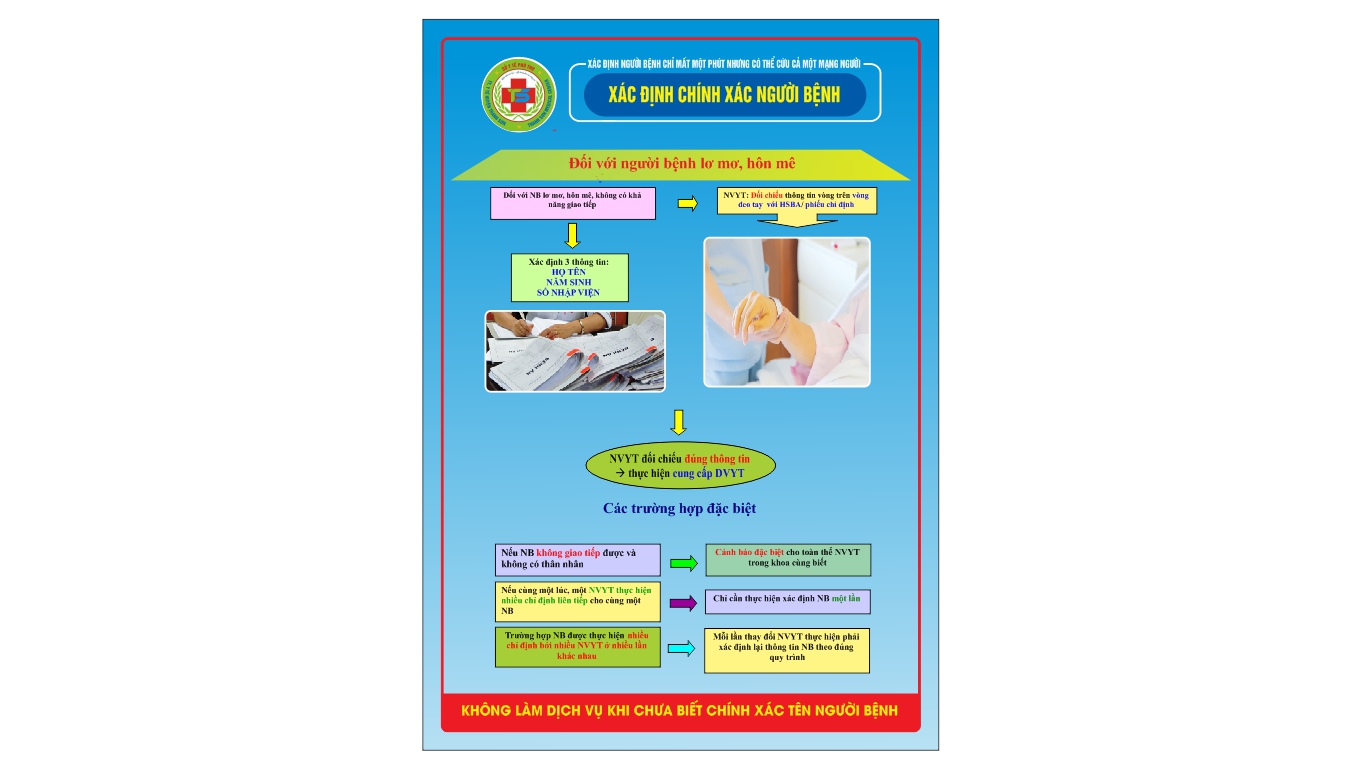 XÁC ĐỊNH NGƯỜI BỆNH CHỈ MẤT MỘT PHÚT NHƯNG CÓ THỂ CỨU CẢ MỘT MẠNG NGƯỜI
XÁC ĐỊNH CHÍNH XÁC NGƯỜI BỆNH
SỞ Y TẾ PHÚ THỌ
TS
Đối với người bệnh lơ mơ, hôn mê
Đối với NB lơ mơ, hôn mê, không có khả
năng giao tiếp
NVYT: Đối chiếu thông tin vòng trên vòng
đeo tay với HSBA/ phiếu chỉ định
Xác định 3 thông tin:
HỌ TÊN
NĂM SINH
SỐ NHẬP VIỆN
NVYT đối chiếu đúng thông tin
→ thực hiện cung cấp DVYT
Các trường hợp đặc biệt
Nếu NB không giao tiếp được và
không có thân nhân
Cảnh báo đặc biệt cho toàn thể NVYT
trong khoa cùng biết
Nếu cùng một lúc, một NVYT thực hiện
nhiều chỉ định liên tiếp cho cùng một
NB
Chỉ cần thực hiện xác định NB một lần
Trường hợp NB được thực hiện nhiều
chỉ định bởi nhiều NVYT ở nhiều lần
khác nhau
Mỗi lần thay đổi NVYT thực hiện phải
xác định lại thông tin NB theo đúng
quy trình
KHÔNG LÀM DỊCH VỤ KHI CHƯA BIẾT CHÍNH XÁC TÊN NGƯỜI BỆNH